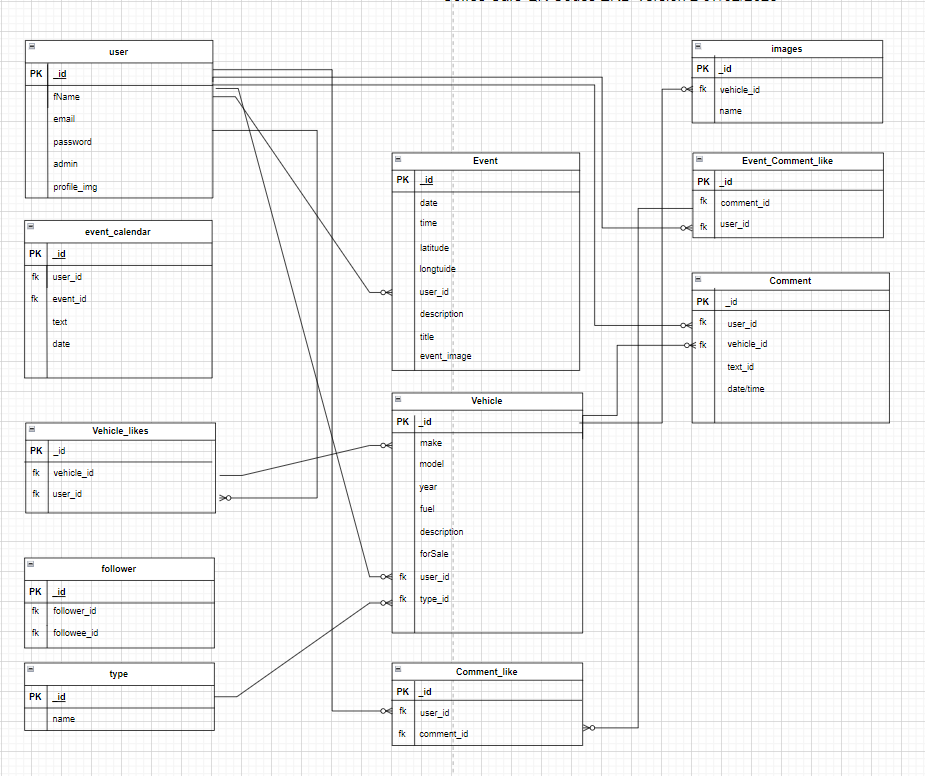 user
PK _id
fName
email
password
admin
profile_img
event_calendar
PK _id
fk user_id
fk event_id
text
date
Vehicle_likes
PK _id
fk vehicle_id
fk user_id
follower
PK _id
fk follower_id
fk followee_id
type
PK _id
name
Event
PK _id
date
time
latitude
longtuide
user_id
description
title
event_image
Vehicle
PK _id
make
model
year
fuel
description
forSale
fk user_id
fk type_id
Comment_like
PK _id
fk user_id
fk comment_id
images
PK _id
fk vehicle_id
name
Event_Comment_like
PK _id
fk comment_id
fk user_id
Comment
PK _id
fk user_id
fk vehicle_id
text_id
date/time